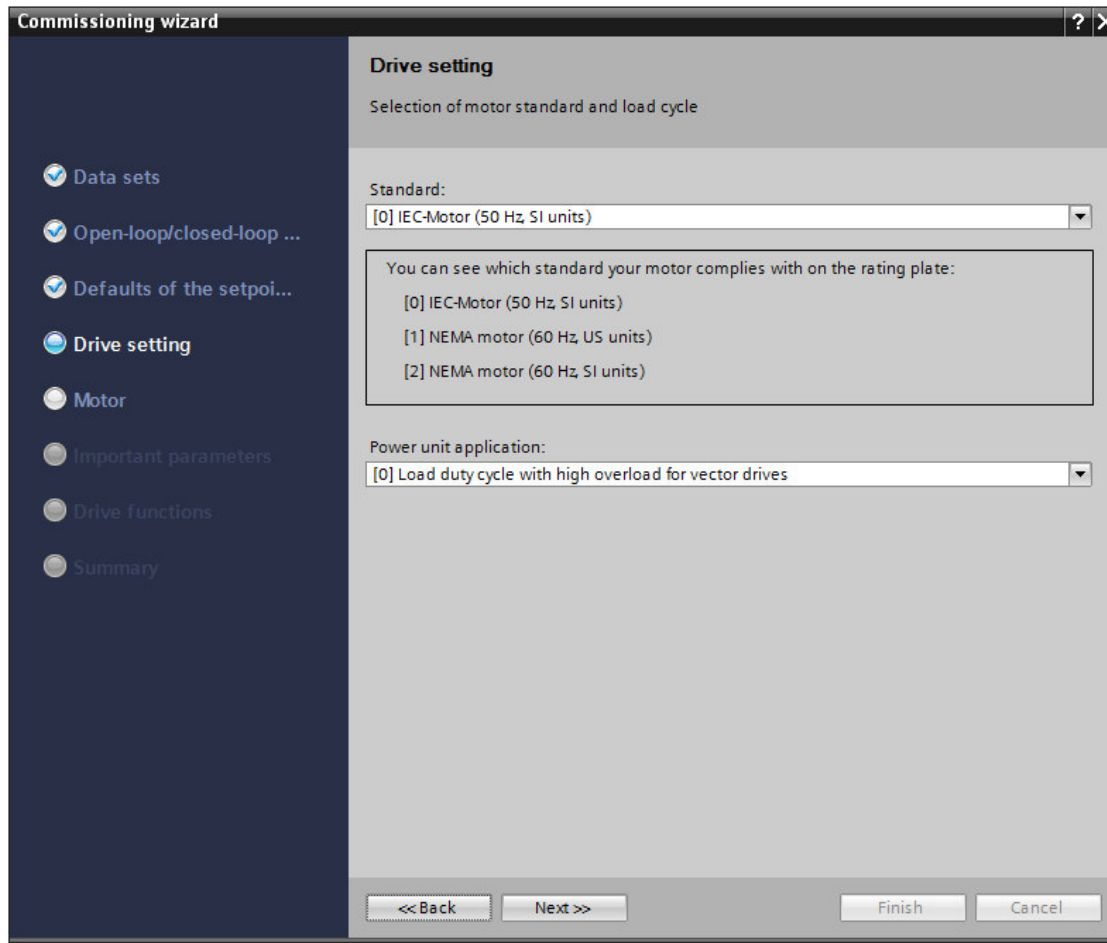 Commissioning wizard
? X
Drive setting
Selection of motor standard and load cycle
Data sets
Open-loop/closed-loop ...
Defaults of the setpoi...
Drive setting
Motor
Important parameters
Drive functions
Summary
Standard:
[0] IEC-Motor (50 Hz, SI units)
You can see which standard your motor complies with on the rating plate:
[0] IEC-Motor (50 Hz, SI units)
[1] NEMA motor (60 Hz, US units)
[2] NEMA motor (60 Hz, SI units)
Power unit application:
[0] Load duty cycle with high overload for vector drives
<<Back Next>> Finish Cancel